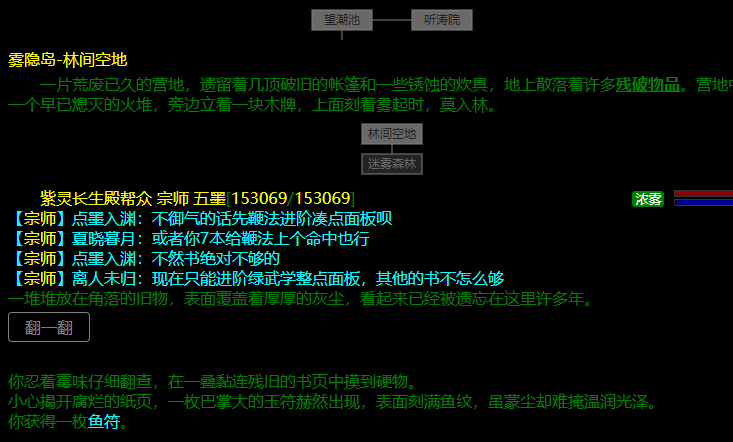 望潮池 听涛院
雾隐岛-林间空地
一片荒废已久的营地，遗留着几顶破旧的帐篷和一些锈蚀的炊具，地上散落着许多残破物品。营地中
一个早已熄灭的火堆，旁边立着一块木牌，上面刻着雾起时，莫入林。
林间空地
迷雾森林
紫灵长生殿帮众 宗师 五墨[153069/153069] 浓雾
【宗师】点墨入渊：不御气的话先鞭法进阶凑点面板呗
【宗师】夏晓暮月：或者你7本给鞭法上个命中也行
【宗师】点墨入渊：不然书绝对不够的
【宗师】离人未归：现在只能进阶绿武学整点面板，其他的书不怎么够
一堆堆放在角落的旧物，表面覆盖着厚厚的灰尘，看起来已经被遗忘在这里许多年。
翻一翻
你忍着霉味仔细翻查，在一叠黏连残旧的书页中摸到硬物。
小心揭开腐烂的纸页，一枚巴掌大的玉符赫然出现，表面刻满鱼纹，虽蒙尘却难掩温润光泽。
你获得一枚鱼符。